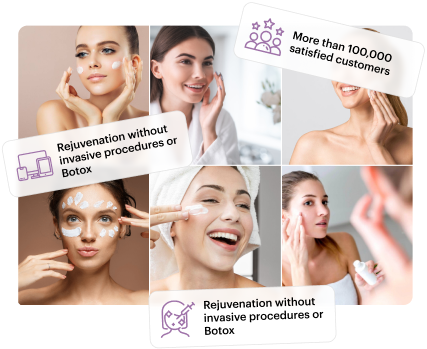 More than 100,000
satisfied customers
Rejuvenation without
invasive procedures or
Botox
Rejuvenation without
invasive procedures or
Botox